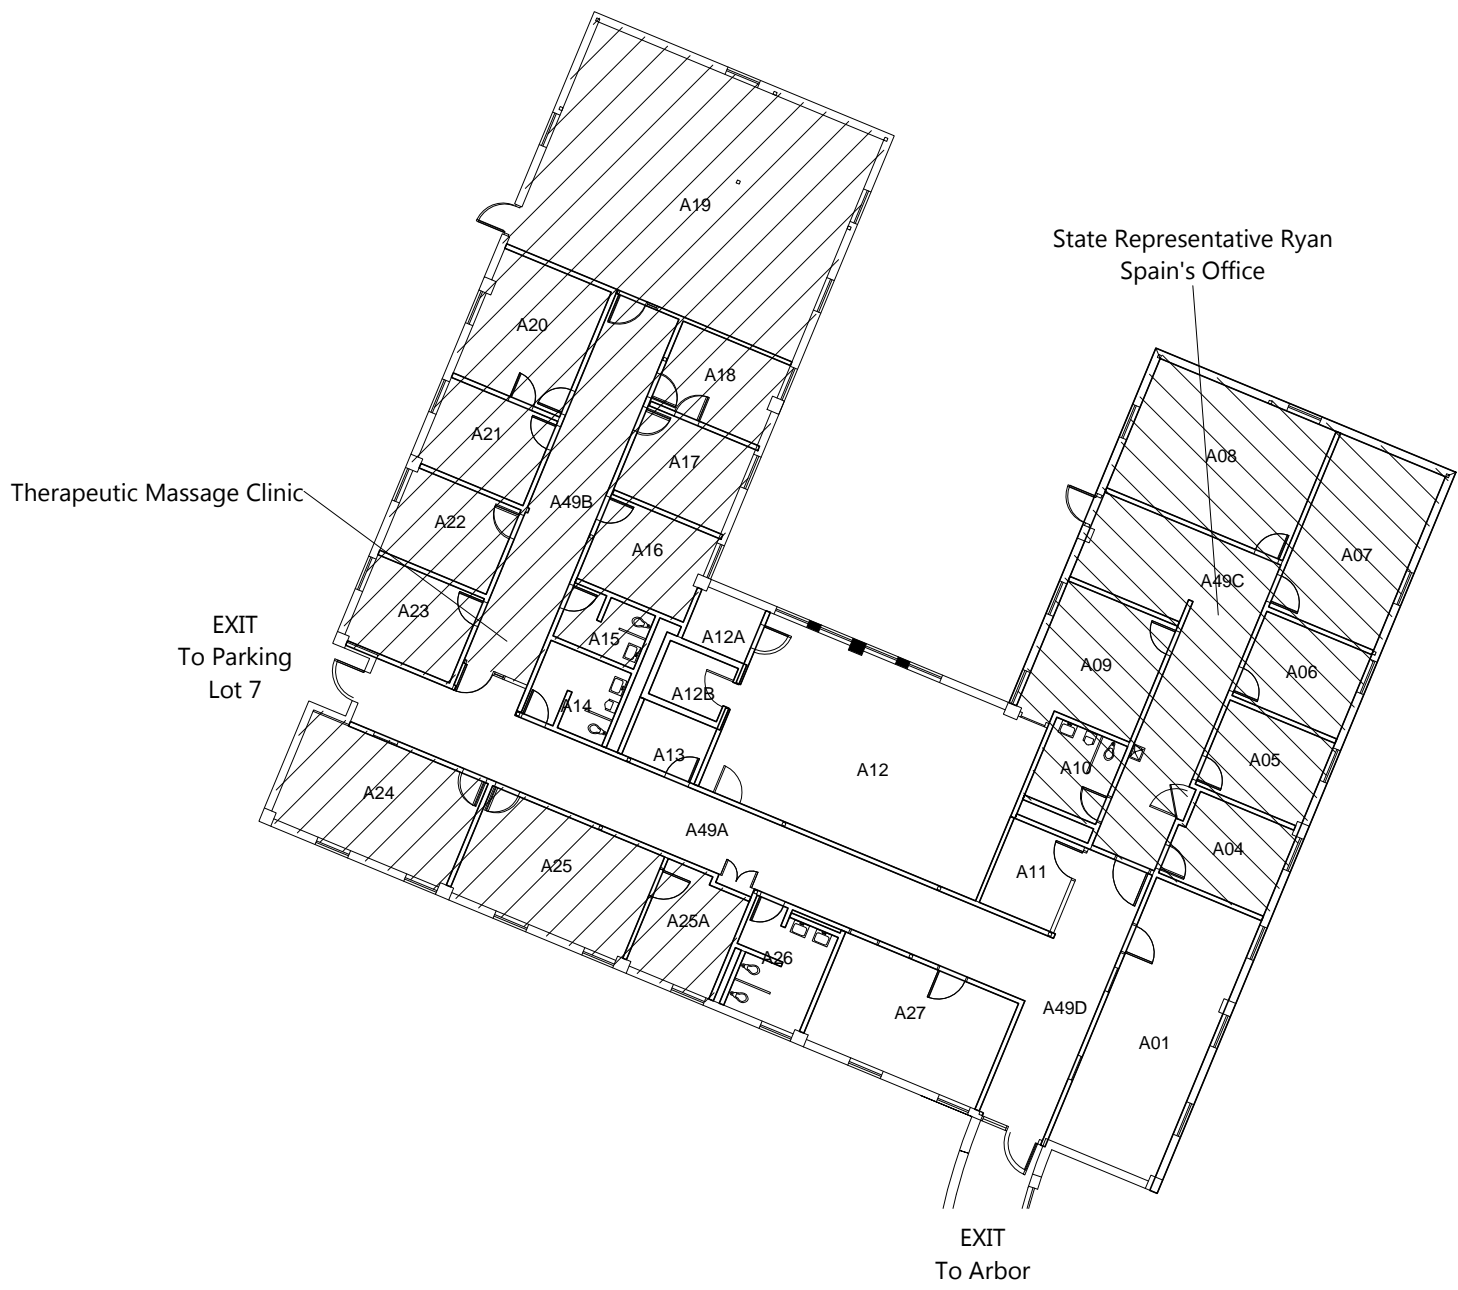 A19
State Representative Ryan
Spain's Office
A20
A18
A21
A17
A08
Therapeutic Massage Clinic
A49B
A22
A16
A07
A49C
A23
A15
A12A
EXIT
To Parking
Lot 7
A09
A06
A12B
A14
A13
A12
A10
A05
A24
A49A
A04
A25
A11
A25A
A26
A27
A49D
A01
EXIT
To Arbor